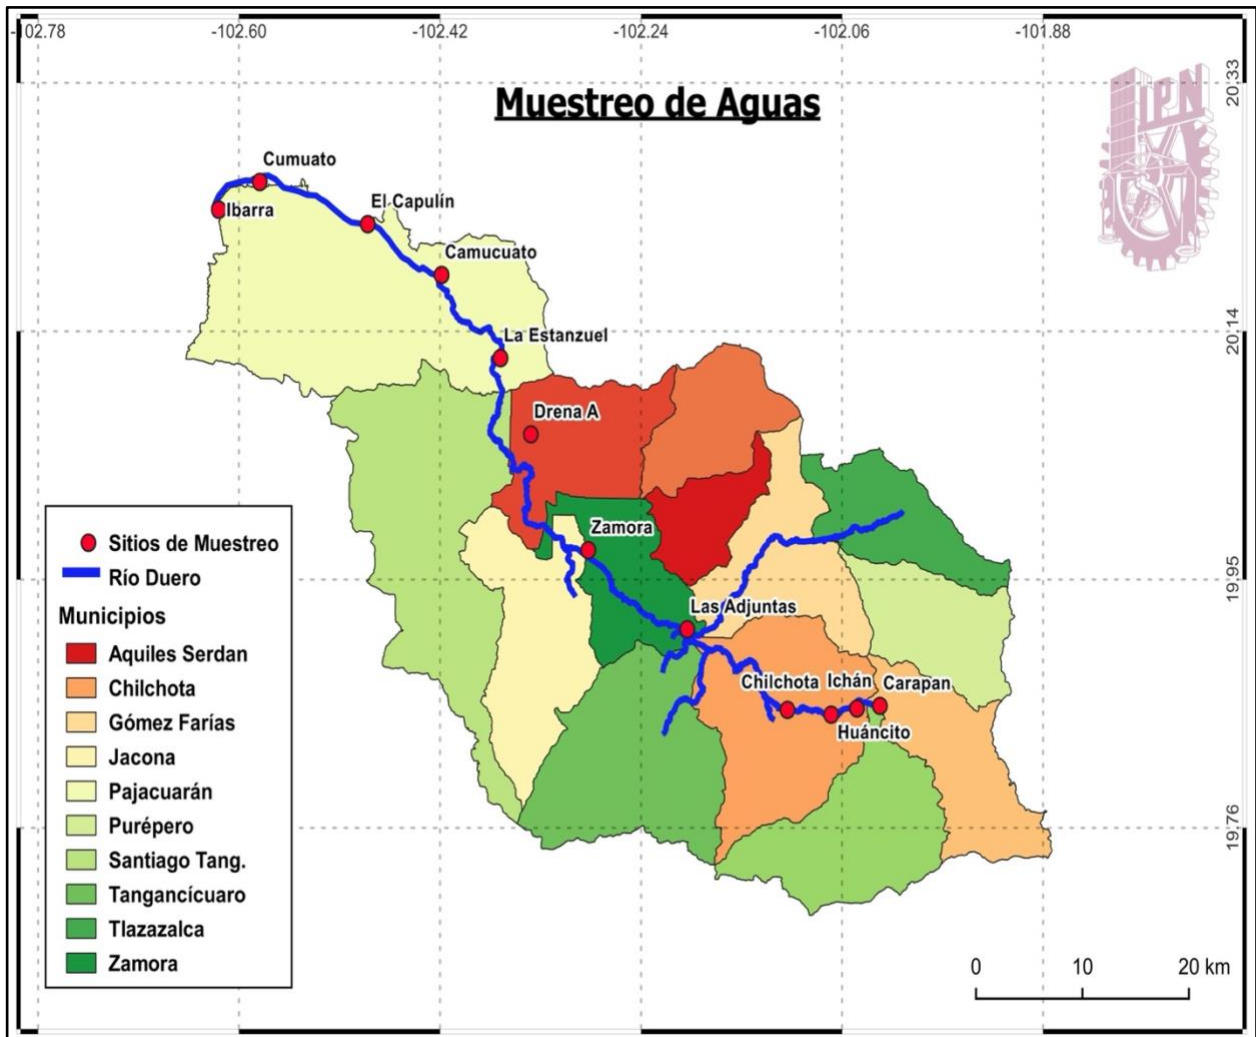 -102.78
-102.60
-102.42
-102.24
-102.06
-101.88
20.33
Muestreo de Aguas
IPN
Cumuato
Ibarra
El Capulín
Camucuato
20.14
La Estanzuel
Drena A
Zamora
19.95
Las Adjuntas
Chilchota
Ichán
Carapan
Huáncito
19.76
Sitios de Muestreo
Río Duero
Municipios
Aquiles Serdan
Chilchota
Gómez Farías
Jacona
Pajacuarán
Purépero
Santiago Tang.
Tangancícuaro
Tlazazalca
Zamora
0 10 20 km